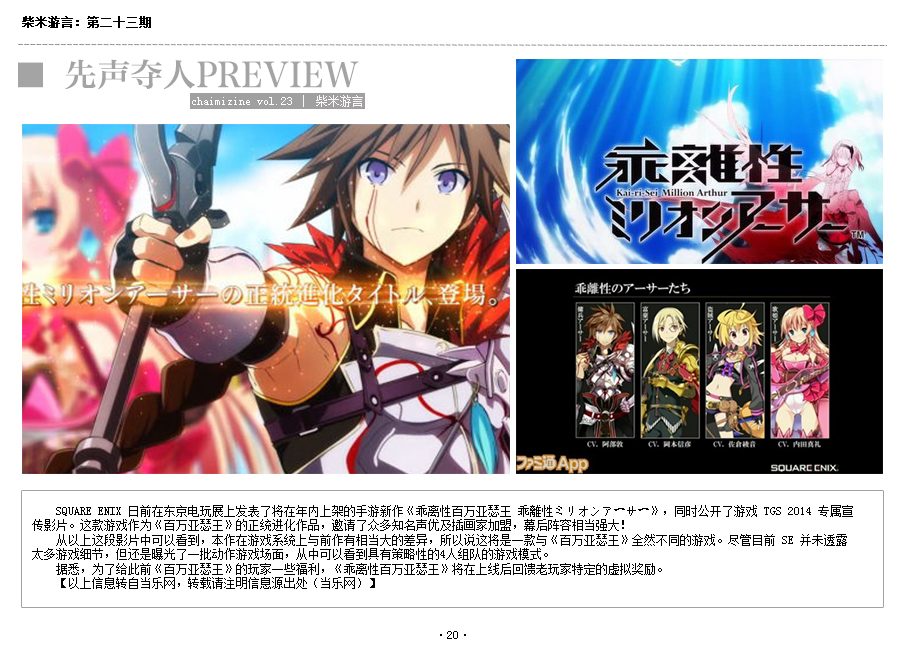 柴米游言：第二十三期
先声夺人PREVIEW
chaimizine vol.23 | 柴米游言
性ミリオンアーサーの正統進化タイトル、登場。
乖離性
Kai-ri-Sei Million Arthur
ミリオンアーサー
TM
乖離性のアーサーたち
傭兵アーサー
富豪アーサー
盗賊アーサー
歌姫アーサー
CV. 阿部敦
CV. 岡本信彦
CV. 佐倉綾音
CV. 内田真礼
ファミ通App
SQUARE ENIX.
SQUARE ENIX 日前在东京电玩展上发表了将在年内上架的手游新作《乖离性百万亚瑟王 乖離性ミリオンアーサー》，同时公开了游戏 TGS 2014 专属宣
传影片。这款游戏作为《百万亚瑟王》的正统进化作品，邀请了众多知名声优及插画家加盟，幕后阵容相当强大！
从以上这段影片中可以看到，本作在游戏系统上与前作有相当大的差异，所以说这将是一款与《百万亚瑟王》全然不同的游戏。尽管目前 SE 并未透露
太多游戏细节，但还是曝光了一批动作游戏场面，从中可以看到具有策略性的4人组队的游戏模式。
据悉，为了给此前《百万亚瑟王》的玩家一些福利，《乖离性百万亚瑟王》将在上线后回馈老玩家特定的虚拟奖励。
【以上信息转自当乐网，转载请注明信息源出处（当乐网）】
·20·